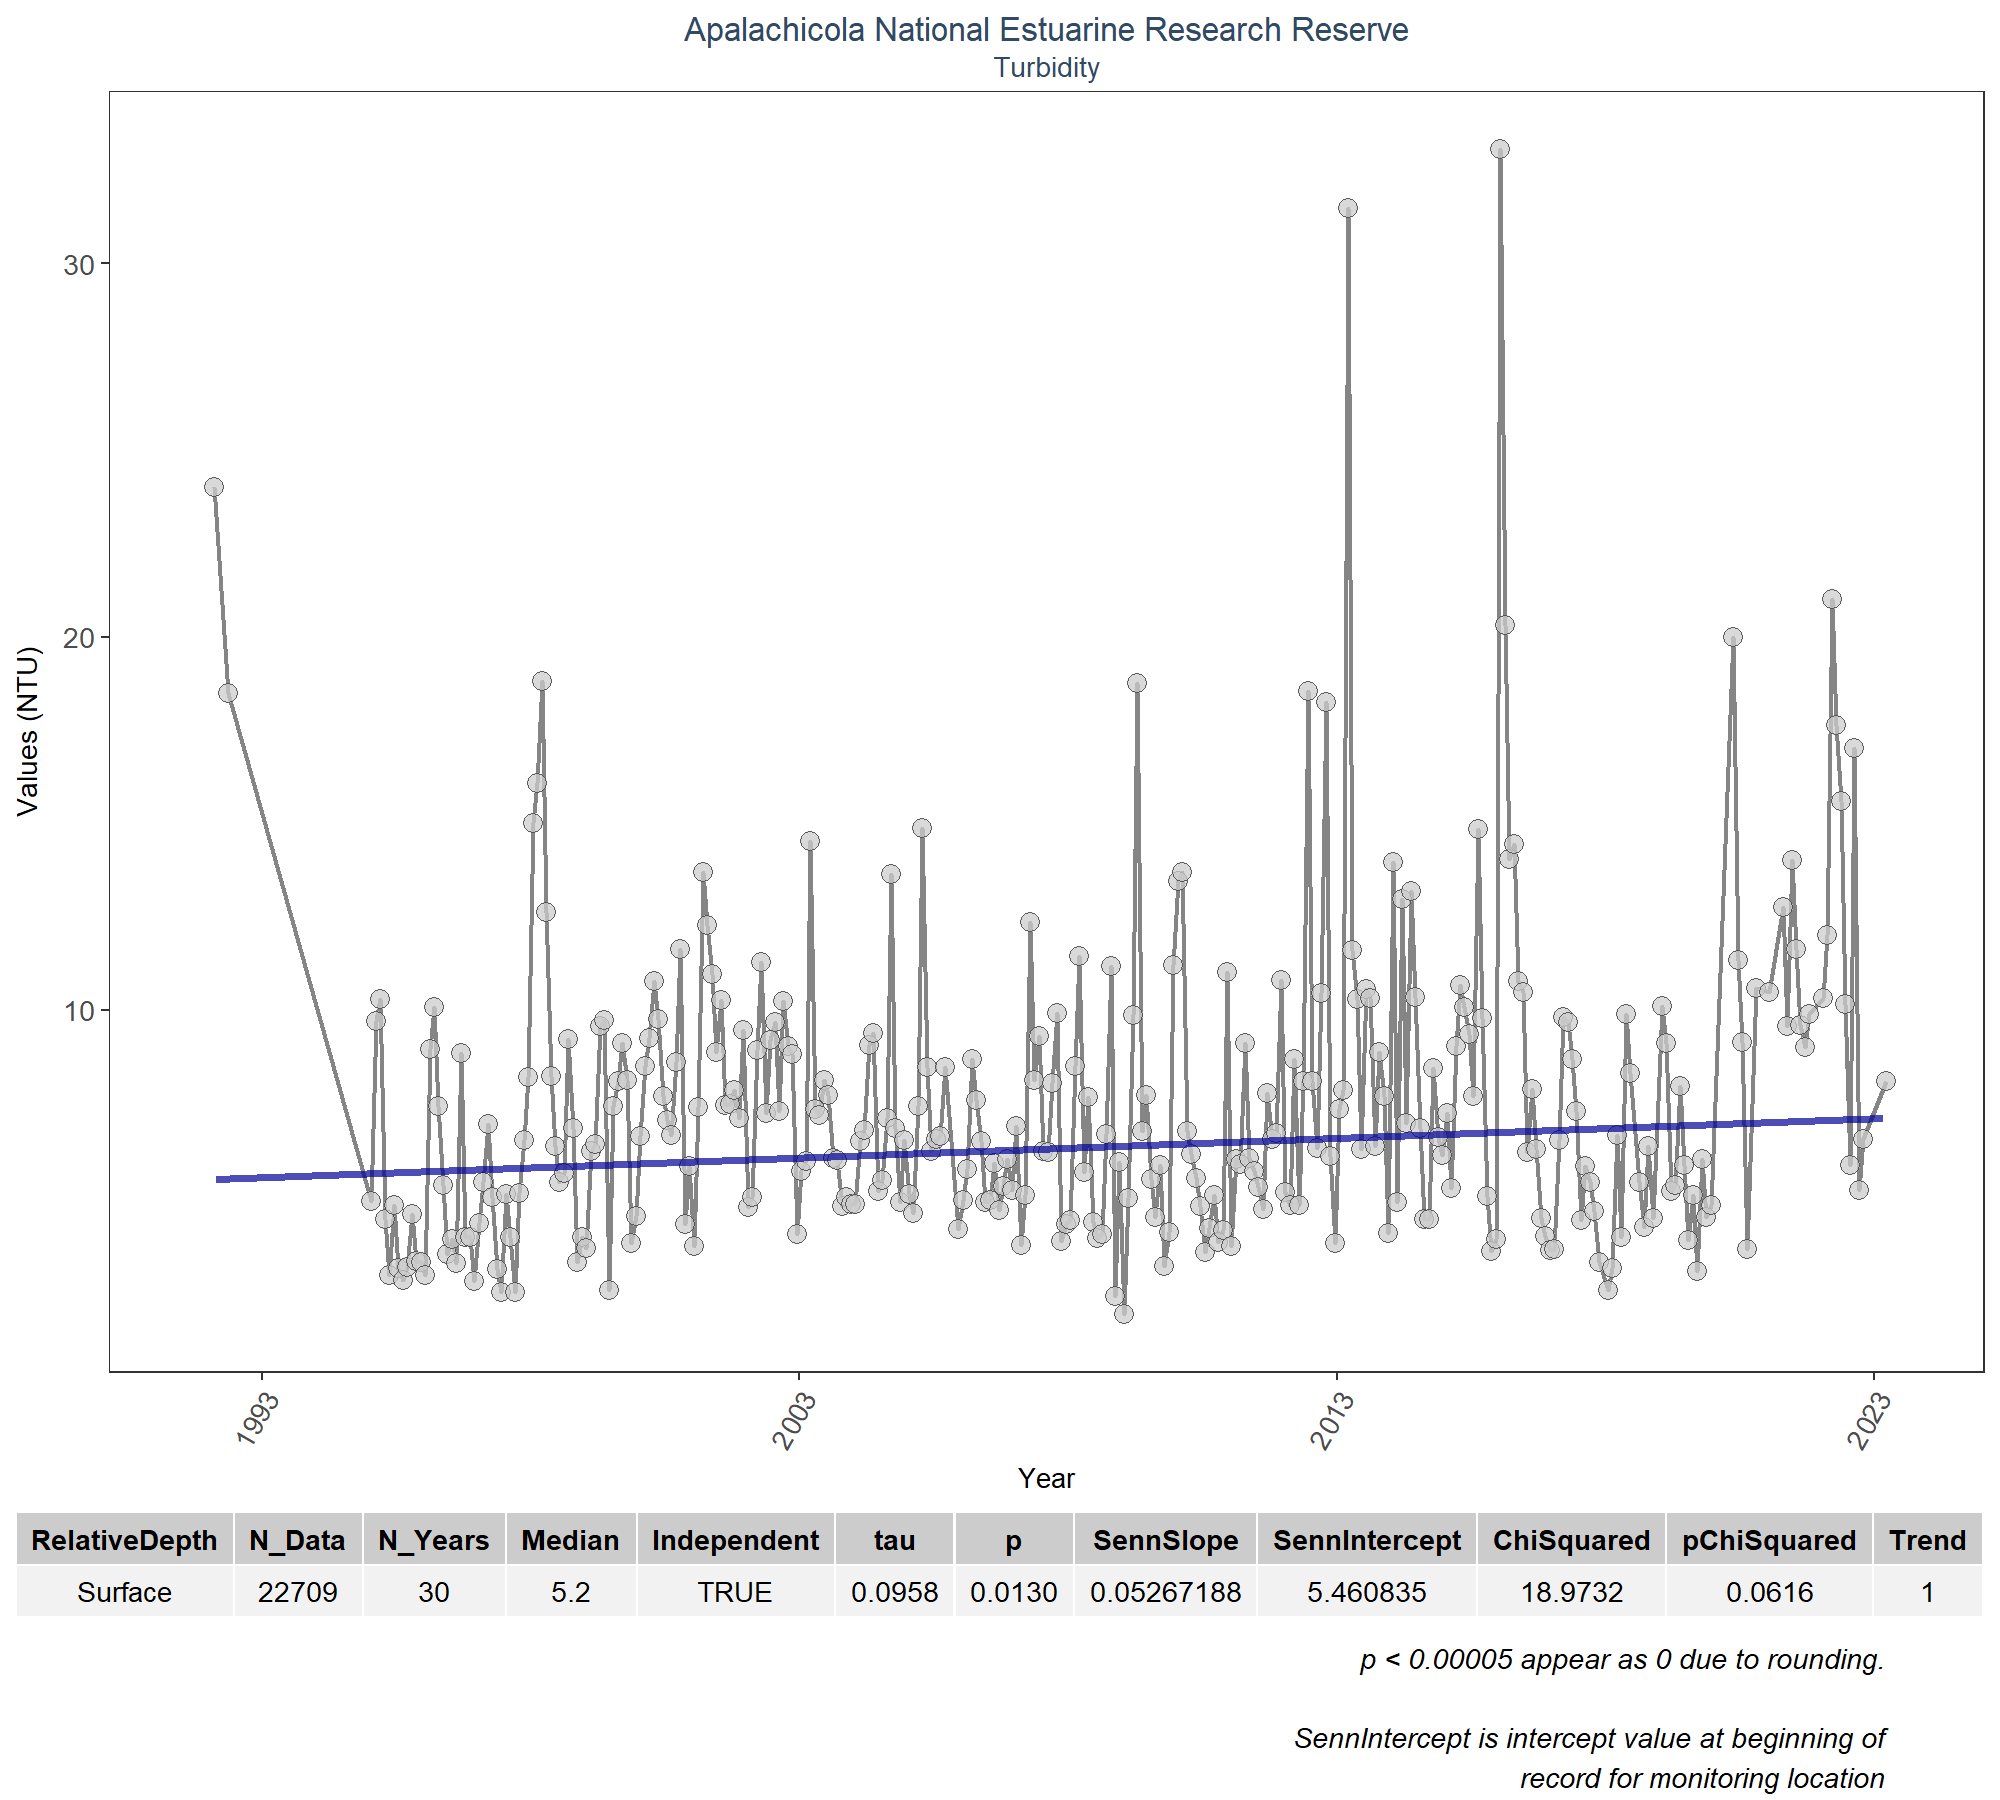 Apalachicola National Estuarine Research Reserve
Turbidity
Values (NTU)
30
20
10
1993 2003 2013 2023
Year
RelativeDepth N_Data N_Years Median Independent tau p SennSlope SennIntercept ChiSquared pChiSquared Trend
Surface 22709 30 5.2 TRUE 0.0958 0.0130 0.05267188 5.460835 18.9732 0.0616 1
p < 0.00005 appear as 0 due to rounding.
SennIntercept is intercept value at beginning of
record for monitoring location